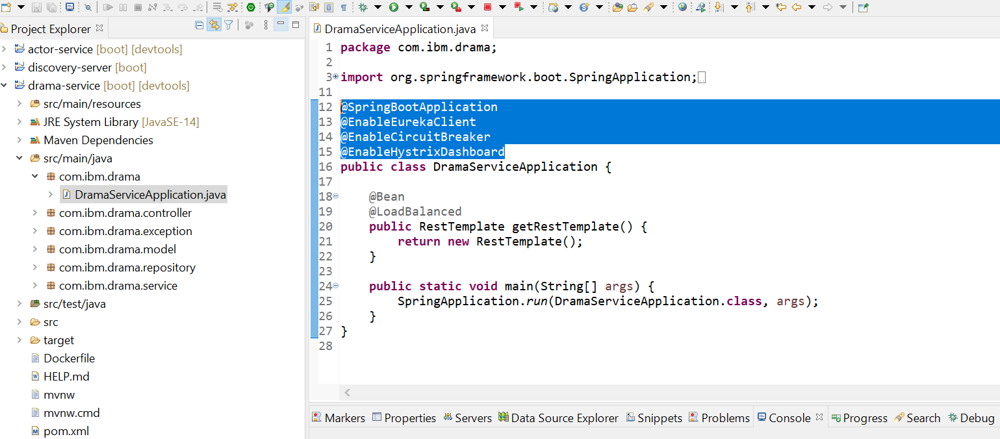 Project Explorer
actor-service [boot] [devtools]
discovery-server [boot]
drama-service [boot] [devtools]
src/main/resources
JRE System Library [JavaSE-14]
Maven Dependencies
src/main/java
com.ibm.drama
DramaServiceApplication.java
com.ibm.drama.controller
com.ibm.drama.exception
com.ibm.drama.model
com.ibm.drama.repository
com.ibm.drama.service
src/test/java
src
target
Dockerfile
HELP.md
mvnw
mvnw.cmd
pom.xml
DramaServiceApplication.java
1 package com.ibm.drama;
2
3 import org.springframework.boot.SpringApplication;
11
12 @SpringBootApplication
13 @EnableEurekaClient
14 @EnableCircuitBreaker
15 @EnableHystrixDashboard
16 public class DramaServiceApplication {
17
18 @Bean
19 @LoadBalanced
20 public RestTemplate getRestTemplate() {
21 return new RestTemplate();
22 }
23
24 public static void main(String[] args) {
25 SpringApplication.run(DramaServiceApplication.class, args);
26 }
27 }
28
Markers Properties Servers Data Source Explorer Snippets Problems Console Progress Search Debug